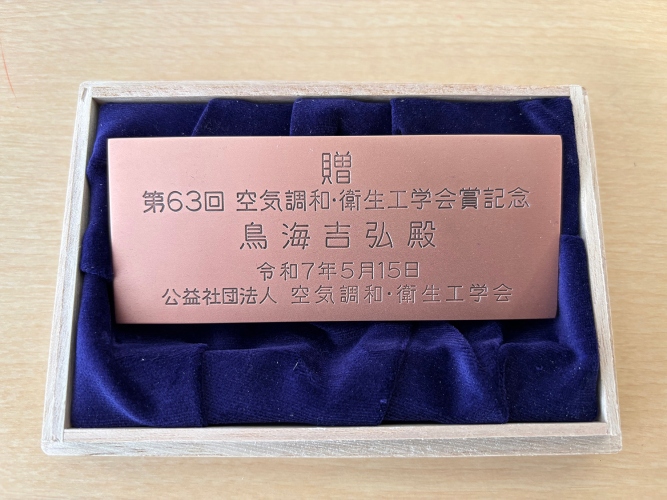 贈
第63回 空気調和・衛生工学会賞記念
鳥海吉弘殿
令和7年5月15日
公益社団法人 空気調和・衛生工学会